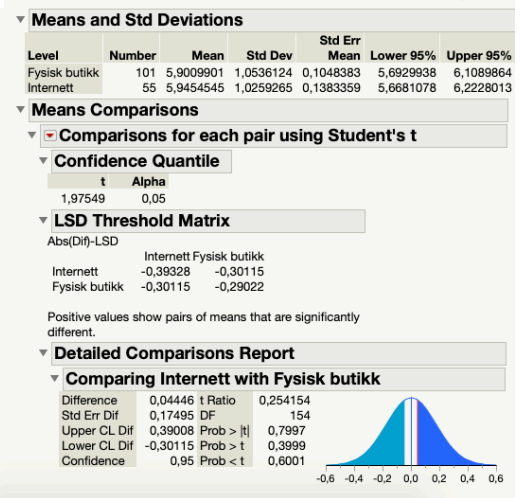 Means and Std Deviations
Std Err
Level Number Mean Std Dev Mean Lower 95% Upper 95%
Fysisk butikk 101 5,9009901 1,0536124 0,1048383 5,6929938 6,1089864
Internett 55 5,9454545 1,0259265 0,1383359 5,6681078 6,2228013
Means Comparisons
Comparisons for each pair using Student's t
Confidence Quantile
t Alpha
1,97549 0,05
LSD Threshold Matrix
Abs(Dif)-LSD
Internett Fysisk butikk
Internett -0,39328 -0,30115
Fysisk butikk -0,30115 -0,29022
Positive values show pairs of means that are significantly
different.
Detailed Comparisons Report
Comparing Internett with Fysisk butikk
Difference 0,04446 t Ratio 0,254154
Std Err Dif 0,17495 DF 154
Upper CL Dif 0,39008 Prob > |t| 0,7997
Lower CL Dif -0,30115 Prob > t 0,3999
Confidence 0,95 Prob < t 0,6001
-0,6 -0,4 -0,2 0,0 0,2 0,4 0,6